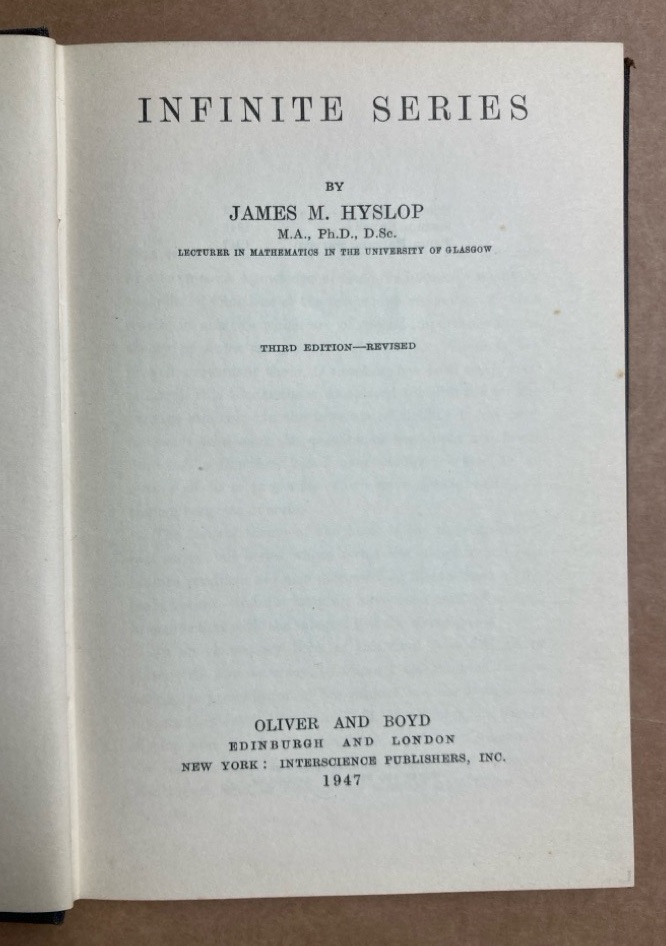 INFINITE SERIES
BY
JAMES M. HYSLOP
M.A., Ph.D., D.Sc.
LECTURER IN MATHEMATICS IN THE UNIVERSITY OF GLASGOW
THIRD EDITION—REVISED
OLIVER AND BOYD
EDINBURGH AND LONDON
NEW YORK: INTERSCIENCE PUBLISHERS, INC.
1947